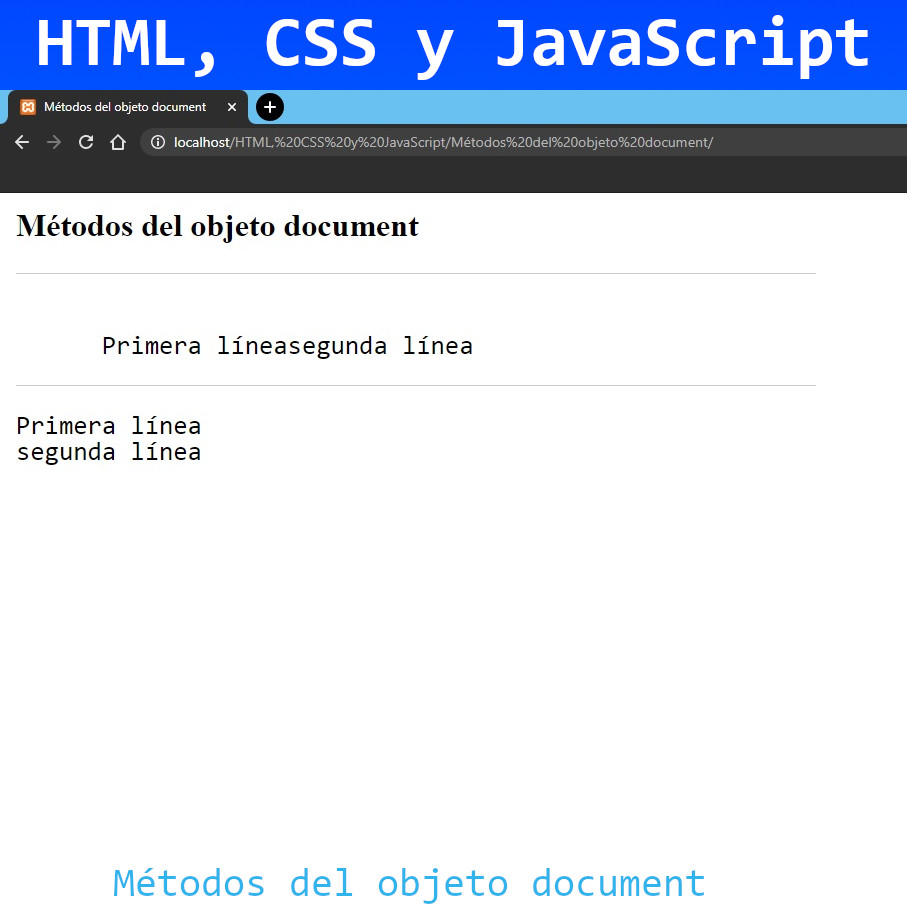 HTML, CSS y JavaScript
Métodos del objeto document
localhost/HTML,%20CSS%20y%20JavaScript/Métodos%20del%20objeto%20document/
Métodos del objeto document
Primera líneasegunda línea
Primera línea
segunda línea
Métodos del objeto document